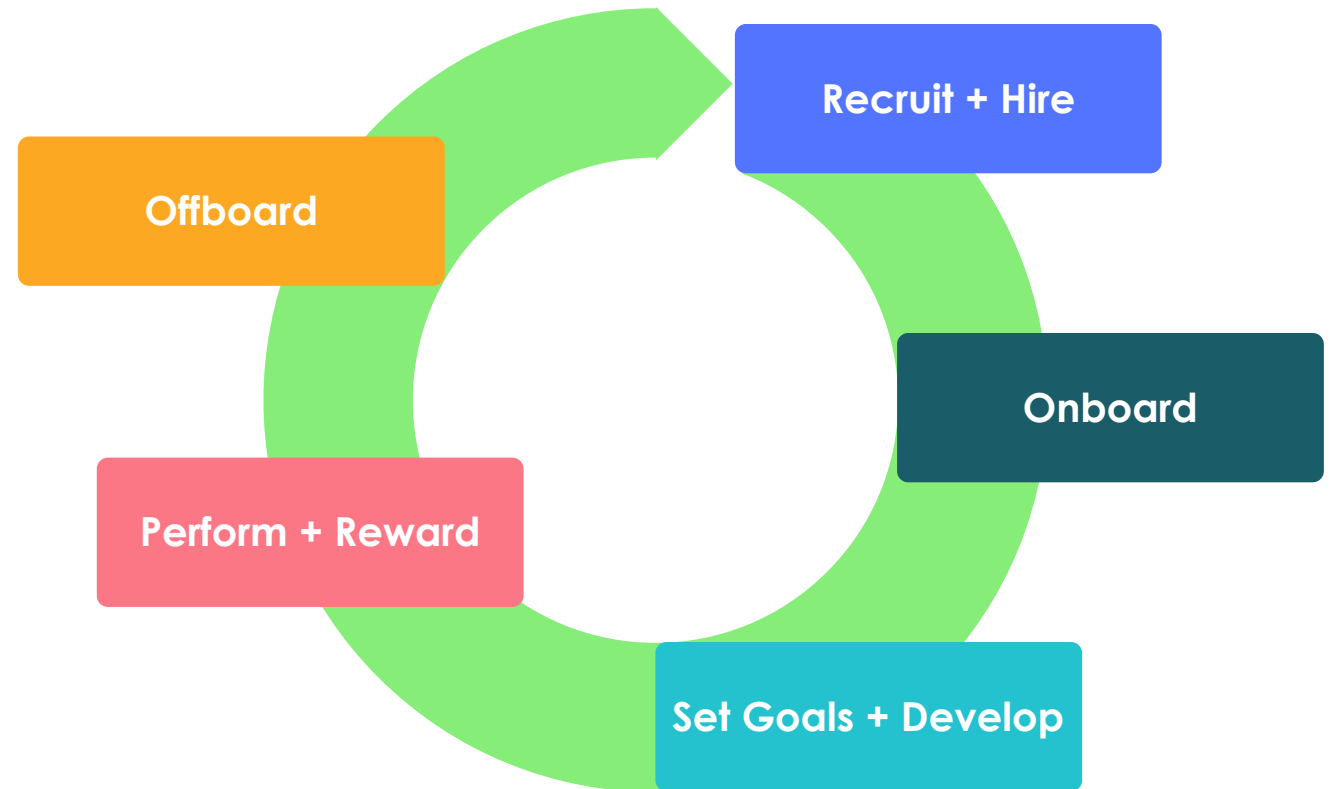 Recruit + Hire
Onboard
Set Goals + Develop
Perform + Reward
Offboard